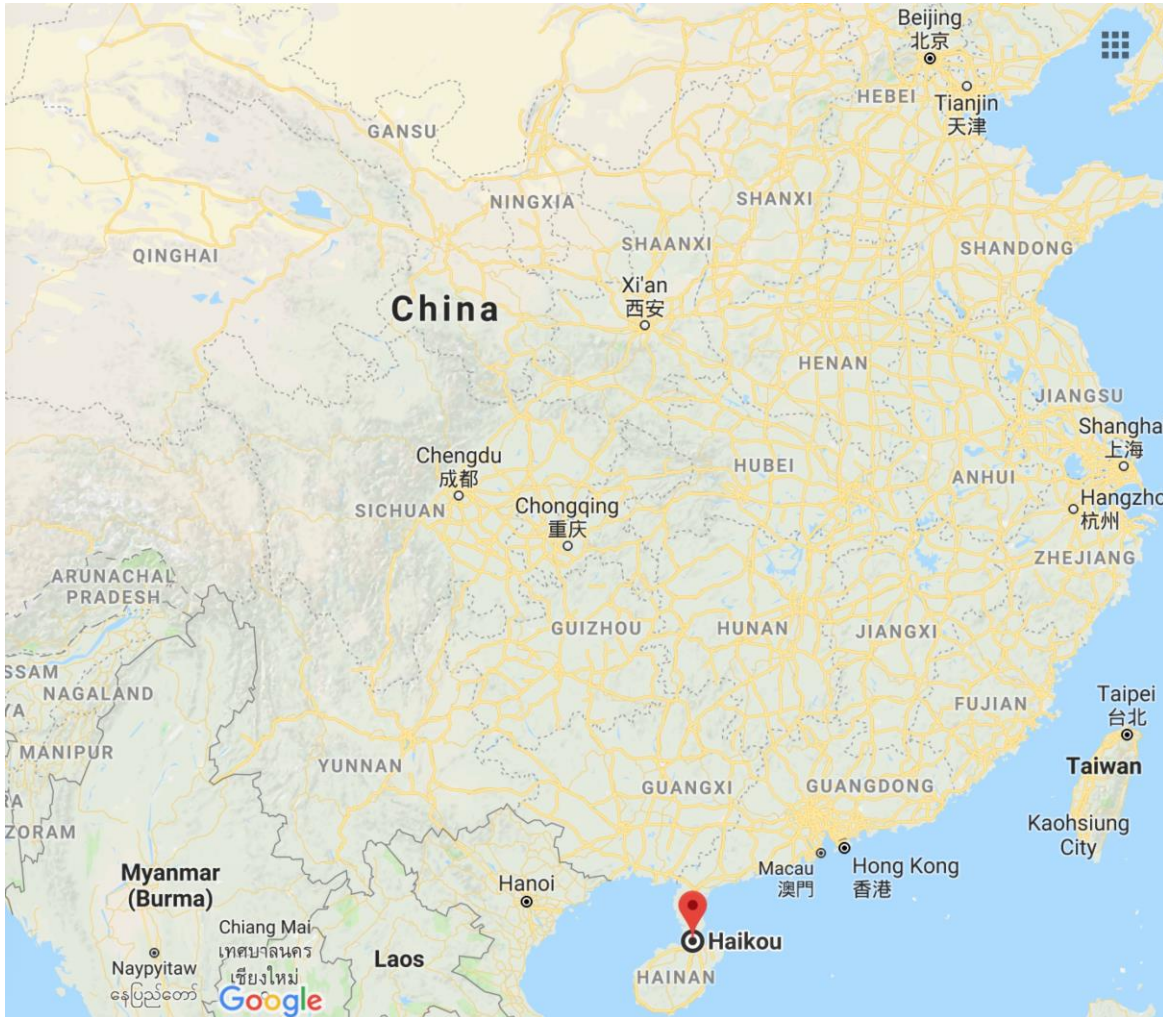 Beijing
北京
HEBEI
Tianjin
天津
GANSU
NINGXIA
SHANXI
SHAANXI
SHANDONG
QINGHAI
Xi'an
西安
China
HENAN
JIANGSU
Shangha
上海
Chengdu
成都
HUBEI
ANHUI
Hangzho
杭州
SICHUAN
Chongqing
重庆
ZHEJIANG
ARUNACHAL
PRADESH
GUIZHOU
HUNAN
JIANGXI
SSAM
NAGALAND
YA
FUJIAN
Taipei
台北
MANIPUR
YUNNAN
Taiwan
GUANGXI
GUANGDONG
RA
ZORAM
Kaohsiung
City
Myanmar
(Burma)
Hanoi
Macau
澳門
Hong Kong
香港
Chiang Mai
เทศบาลนคร
เชียงใหม่
Laos
Haikou
Naypyitaw
နေပြည်တော်
HAINAN
Google